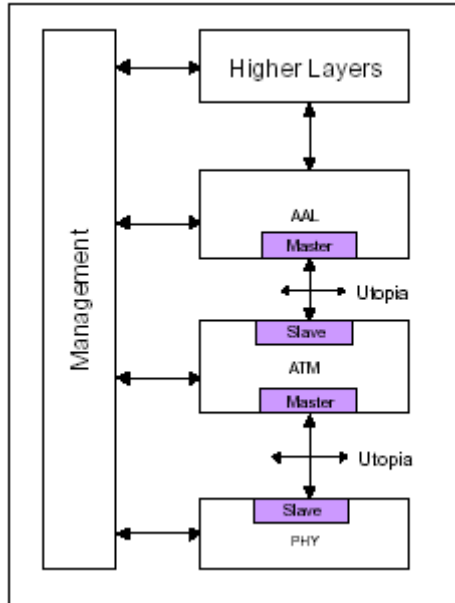 Higher Layers
Management
AAL
Master
Utopia
Slave
ATM
Master
Utopia
Slave
PHY